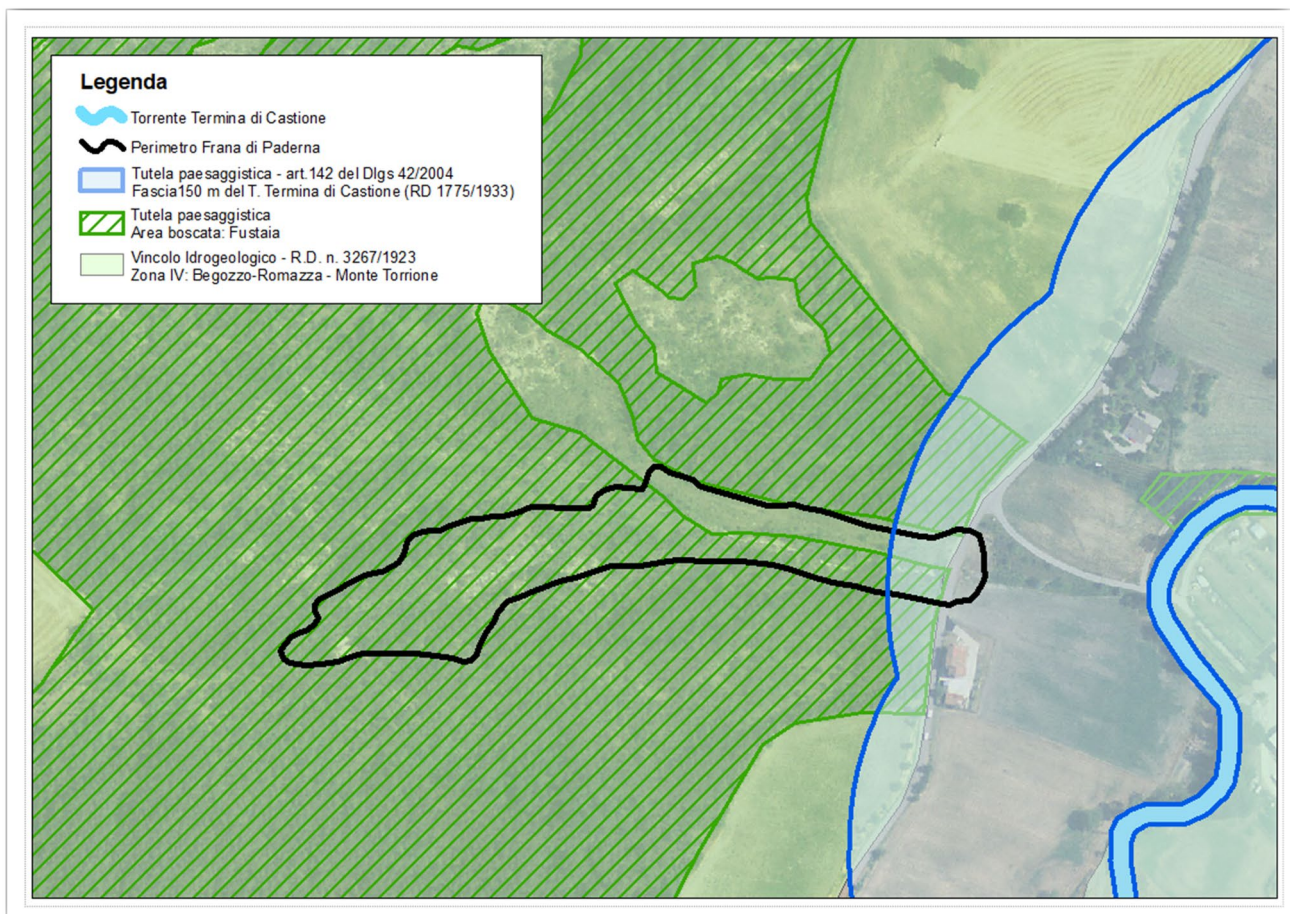 Legenda
Torrente Termina di Castione
Perimetro Frana di Paderna
Tutela paesaggistica - art.142 del Dlgs 42/2004
Fascia150 m del T. Termina di Castione (RD 1775/1933)
Tutela paesaggistica
Area boscata: Fustaia
Vincolo Idrogeologico - R.D. n. 3267/1923
Zona IV: Begozzo-Romazza - Monte Torrione